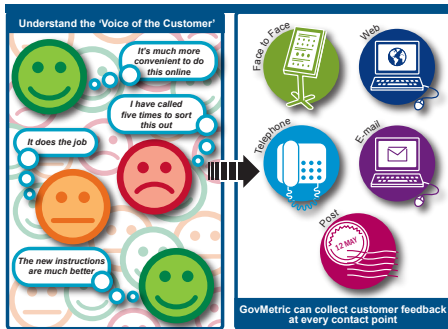 Understand the 'Voice of the Customer'
It's much more
convenient to do
this online
I have called
five times to sort
this out
It does the job
The new instructions
are much better
Face to Face
Web
Telephone
E-mail
Post
12 MAY
GovMetric can collect customer feedback
at every contact point